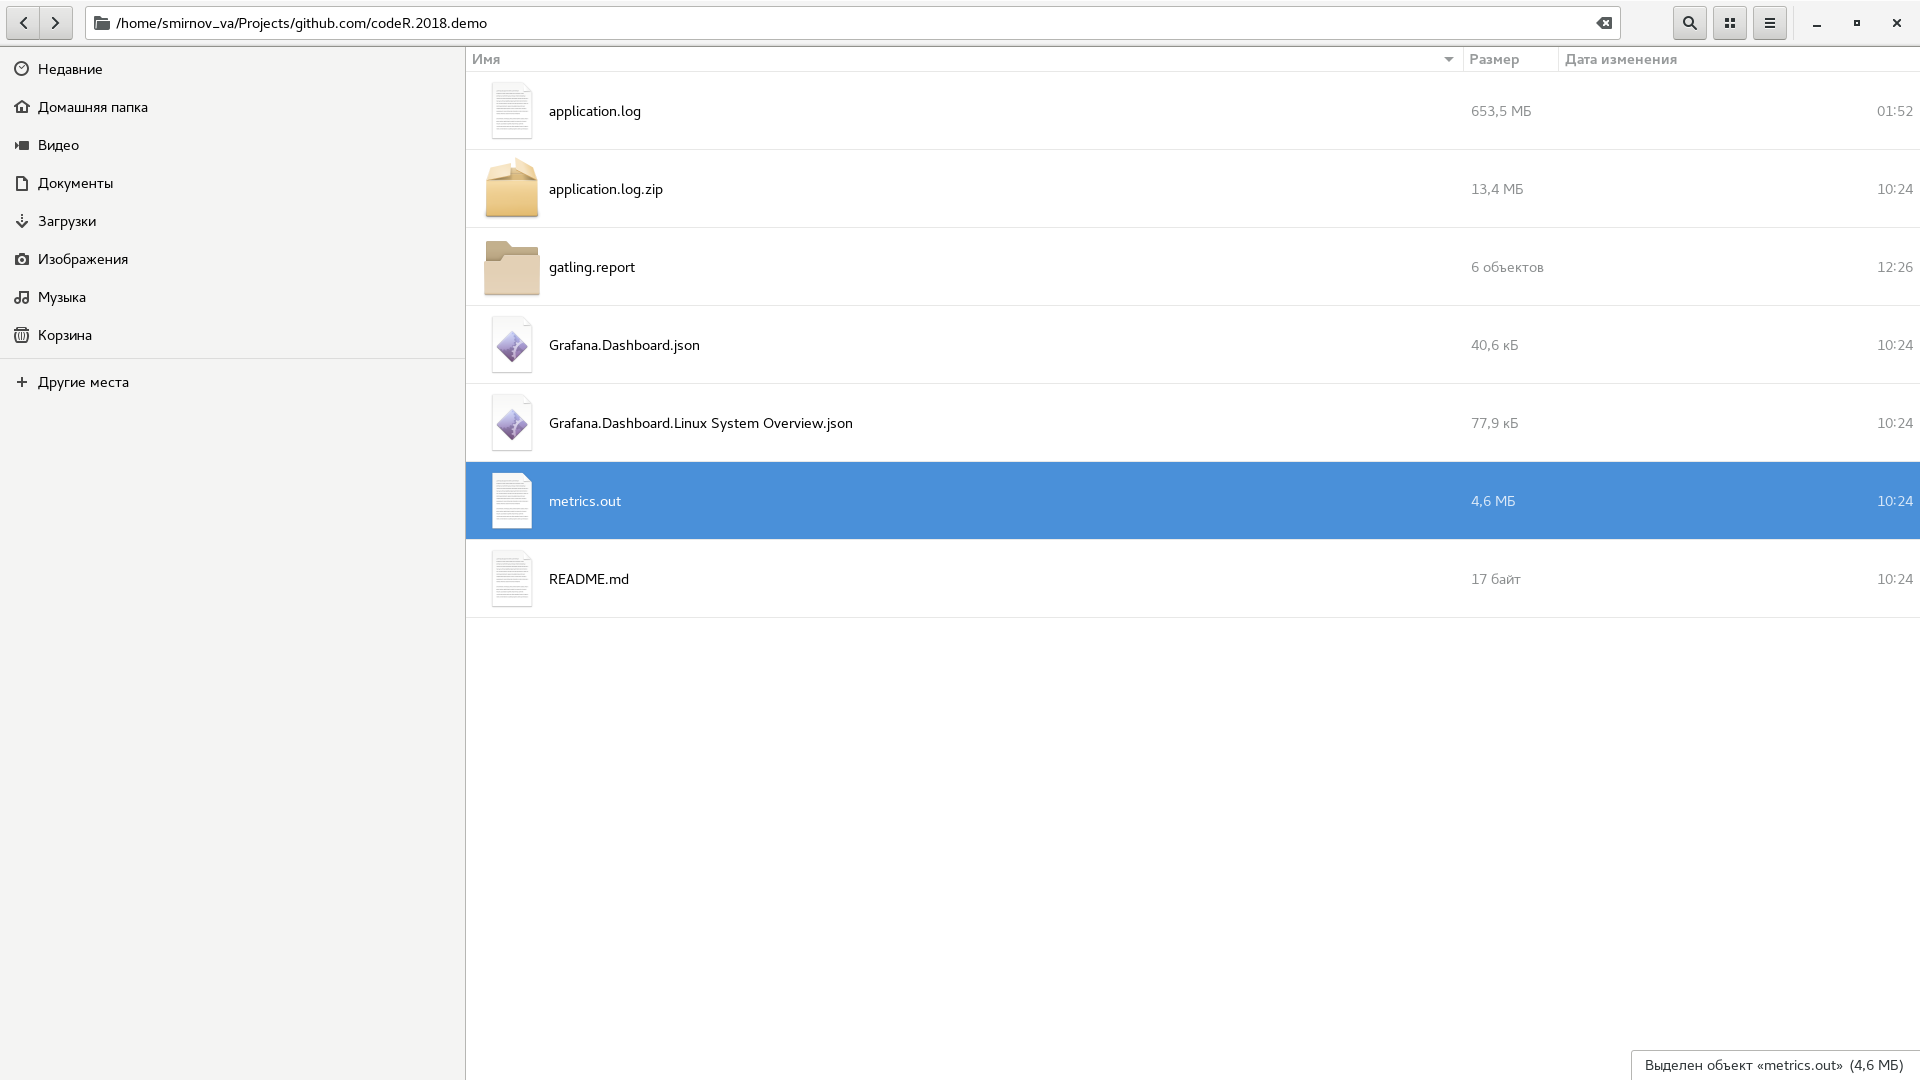 /home/smirnov_va/Projects/github.com/codeR.2018.demo
Недавние
Домашняя папка
Видео
Документы
Загрузки
Изображения
Музыка
Корзина
Другие места
Имя Размер Дата изменения
application.log 653,5 МБ 01:52
application.log.zip 13,4 МБ 10:24
gatling.report 6 объектов 12:26
Grafana.Dashboard.json 40,6 кБ 10:24
Grafana.Dashboard.Linux System Overview.json 77,9 кБ 10:24
metrics.out 4,6 МБ 10:24
README.md 17 байт 10:24
Выделен объект «metrics.out» (4,6 МБ)